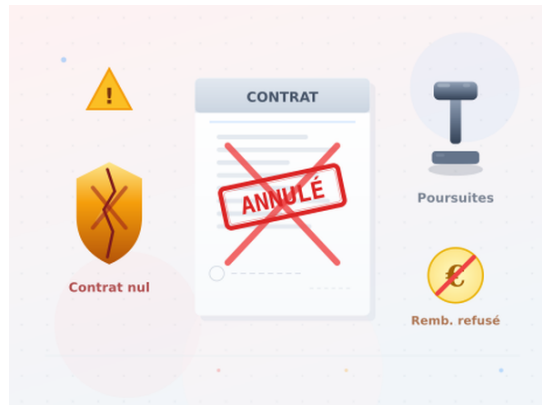 !
CONTRAT
ANNULÉ
Contrat nul
Poursuites
€
Remb. refusé